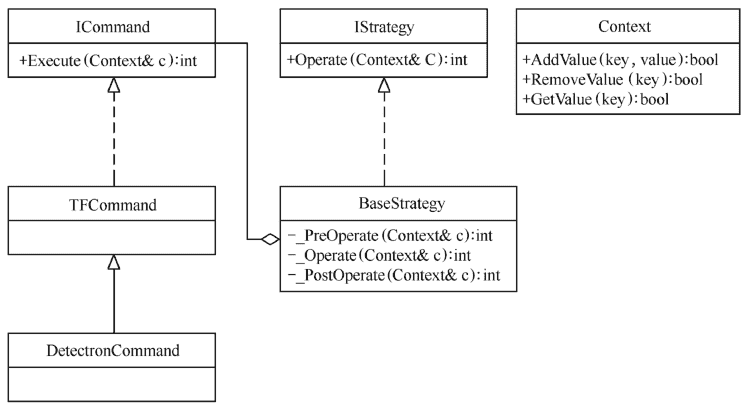 ICommand
+Execute(Context& c):int
IStrategy
+Operate(Context& C):int
Context
+AddValue(key,value):bool
+RemoveValue(key):bool
+GetValue(key):bool
TFCommand
BaseStrategy
-_PreOperate(Context& c):int
-_Operate(Context& c):int
-_PostOperate(Context& c):int
DetectronCommand